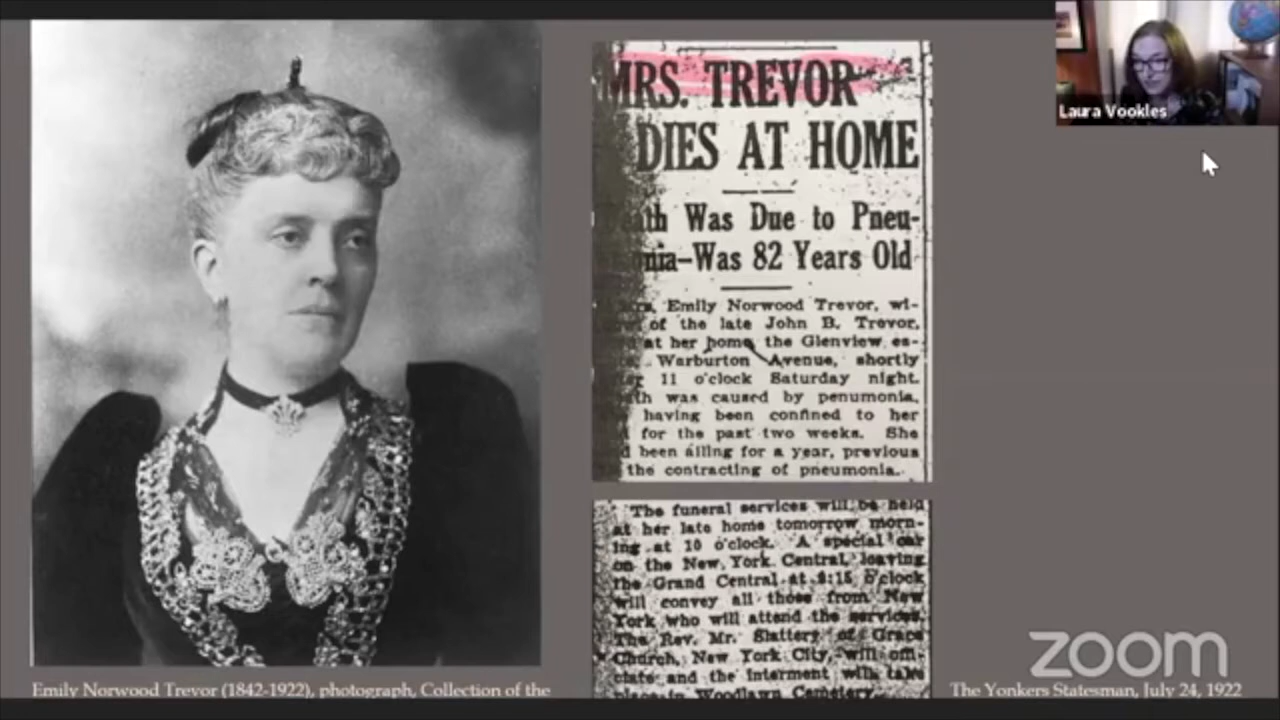 MRS. TREVOR
DIES AT HOME
Was Due to Pneu-
Was 82 Years Old
Emily Norwood Trevor, wi-
of the late John B. Trevor,
at her home, the Glenview es-
Warburton Avenue, shortly
11 o'clock Saturday night.
was caused by penumonia,
having been confined to her
for the past two weeks. She
been ailing for a year, previous
the contracting of pneumonia.
The funeral services will be held
at her late home tomorrow morn-
ing at 10 o'clock. A special car
on the New York Central, leaving
the Grand Central at 9:15 o'clock
will convey all those from New
York who will attend the services.
The Rev. Mr. Slattery of Grace
Church, New York City, will offi-
ciate and the interment will take
place in Woodlawn Cemetery.
Emily Norwood Trevor (1842-1922), photograph, Collection of the
The Yonkers Statesman, July 24, 1922
Laura Vookles
zoom